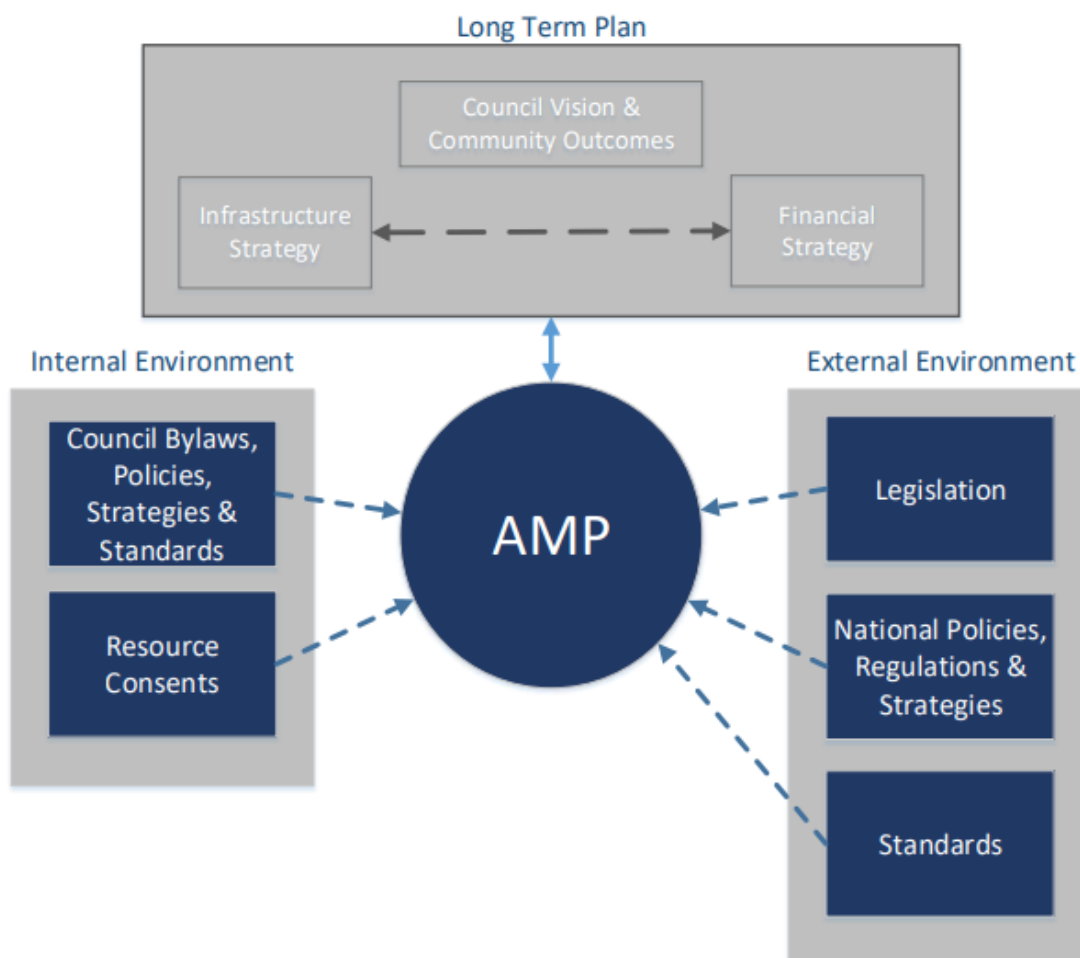 Long Term Plan
Council Vision &
Community Outcomes
Infrastructure
Strategy
Financial
Strategy
Internal Environment
Council Bylaws,
Policies,
Strategies &
Standards
Resource
Consents
AMP
External Environment
Legislation
National Policies,
Regulations &
Strategies
Standards